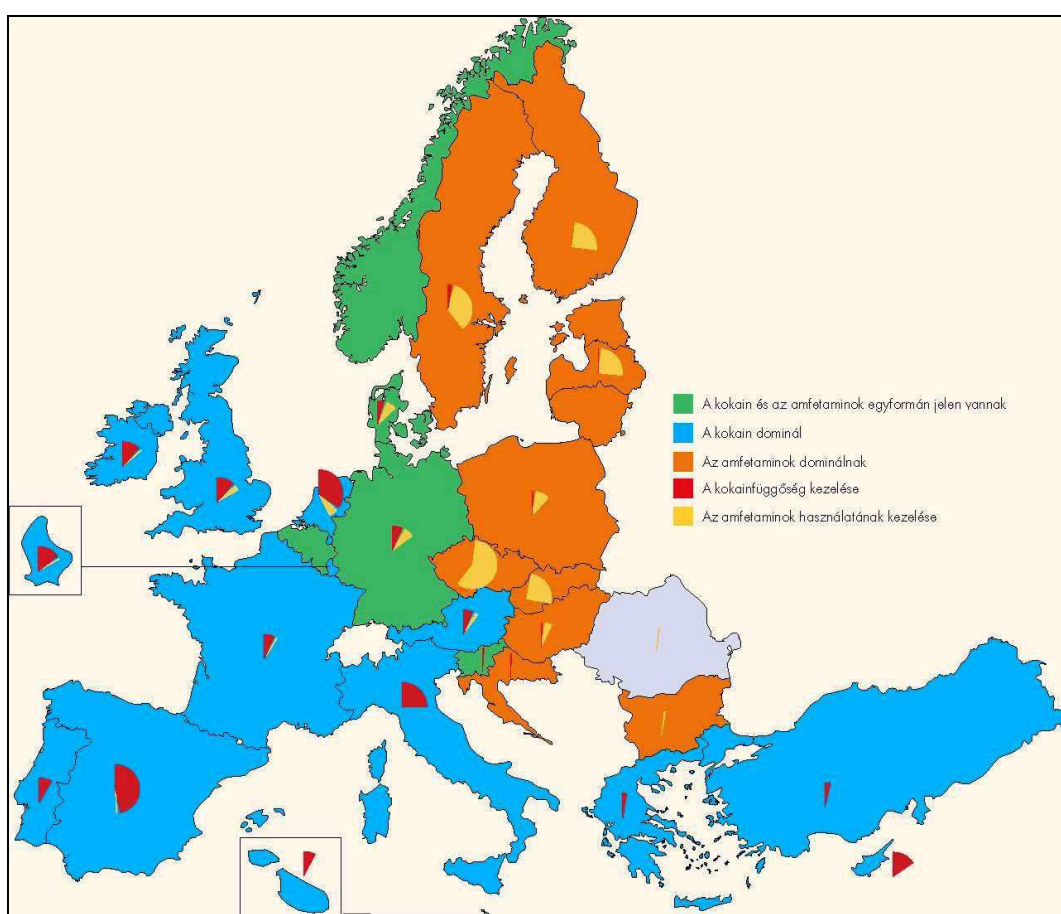 A kokain és az amfetaminok egyformán jelen vannak
A kokain dominál
Az amfetaminok dominálnak
A kokainfüggőség kezelése
Az amfetaminok használatának kezelése